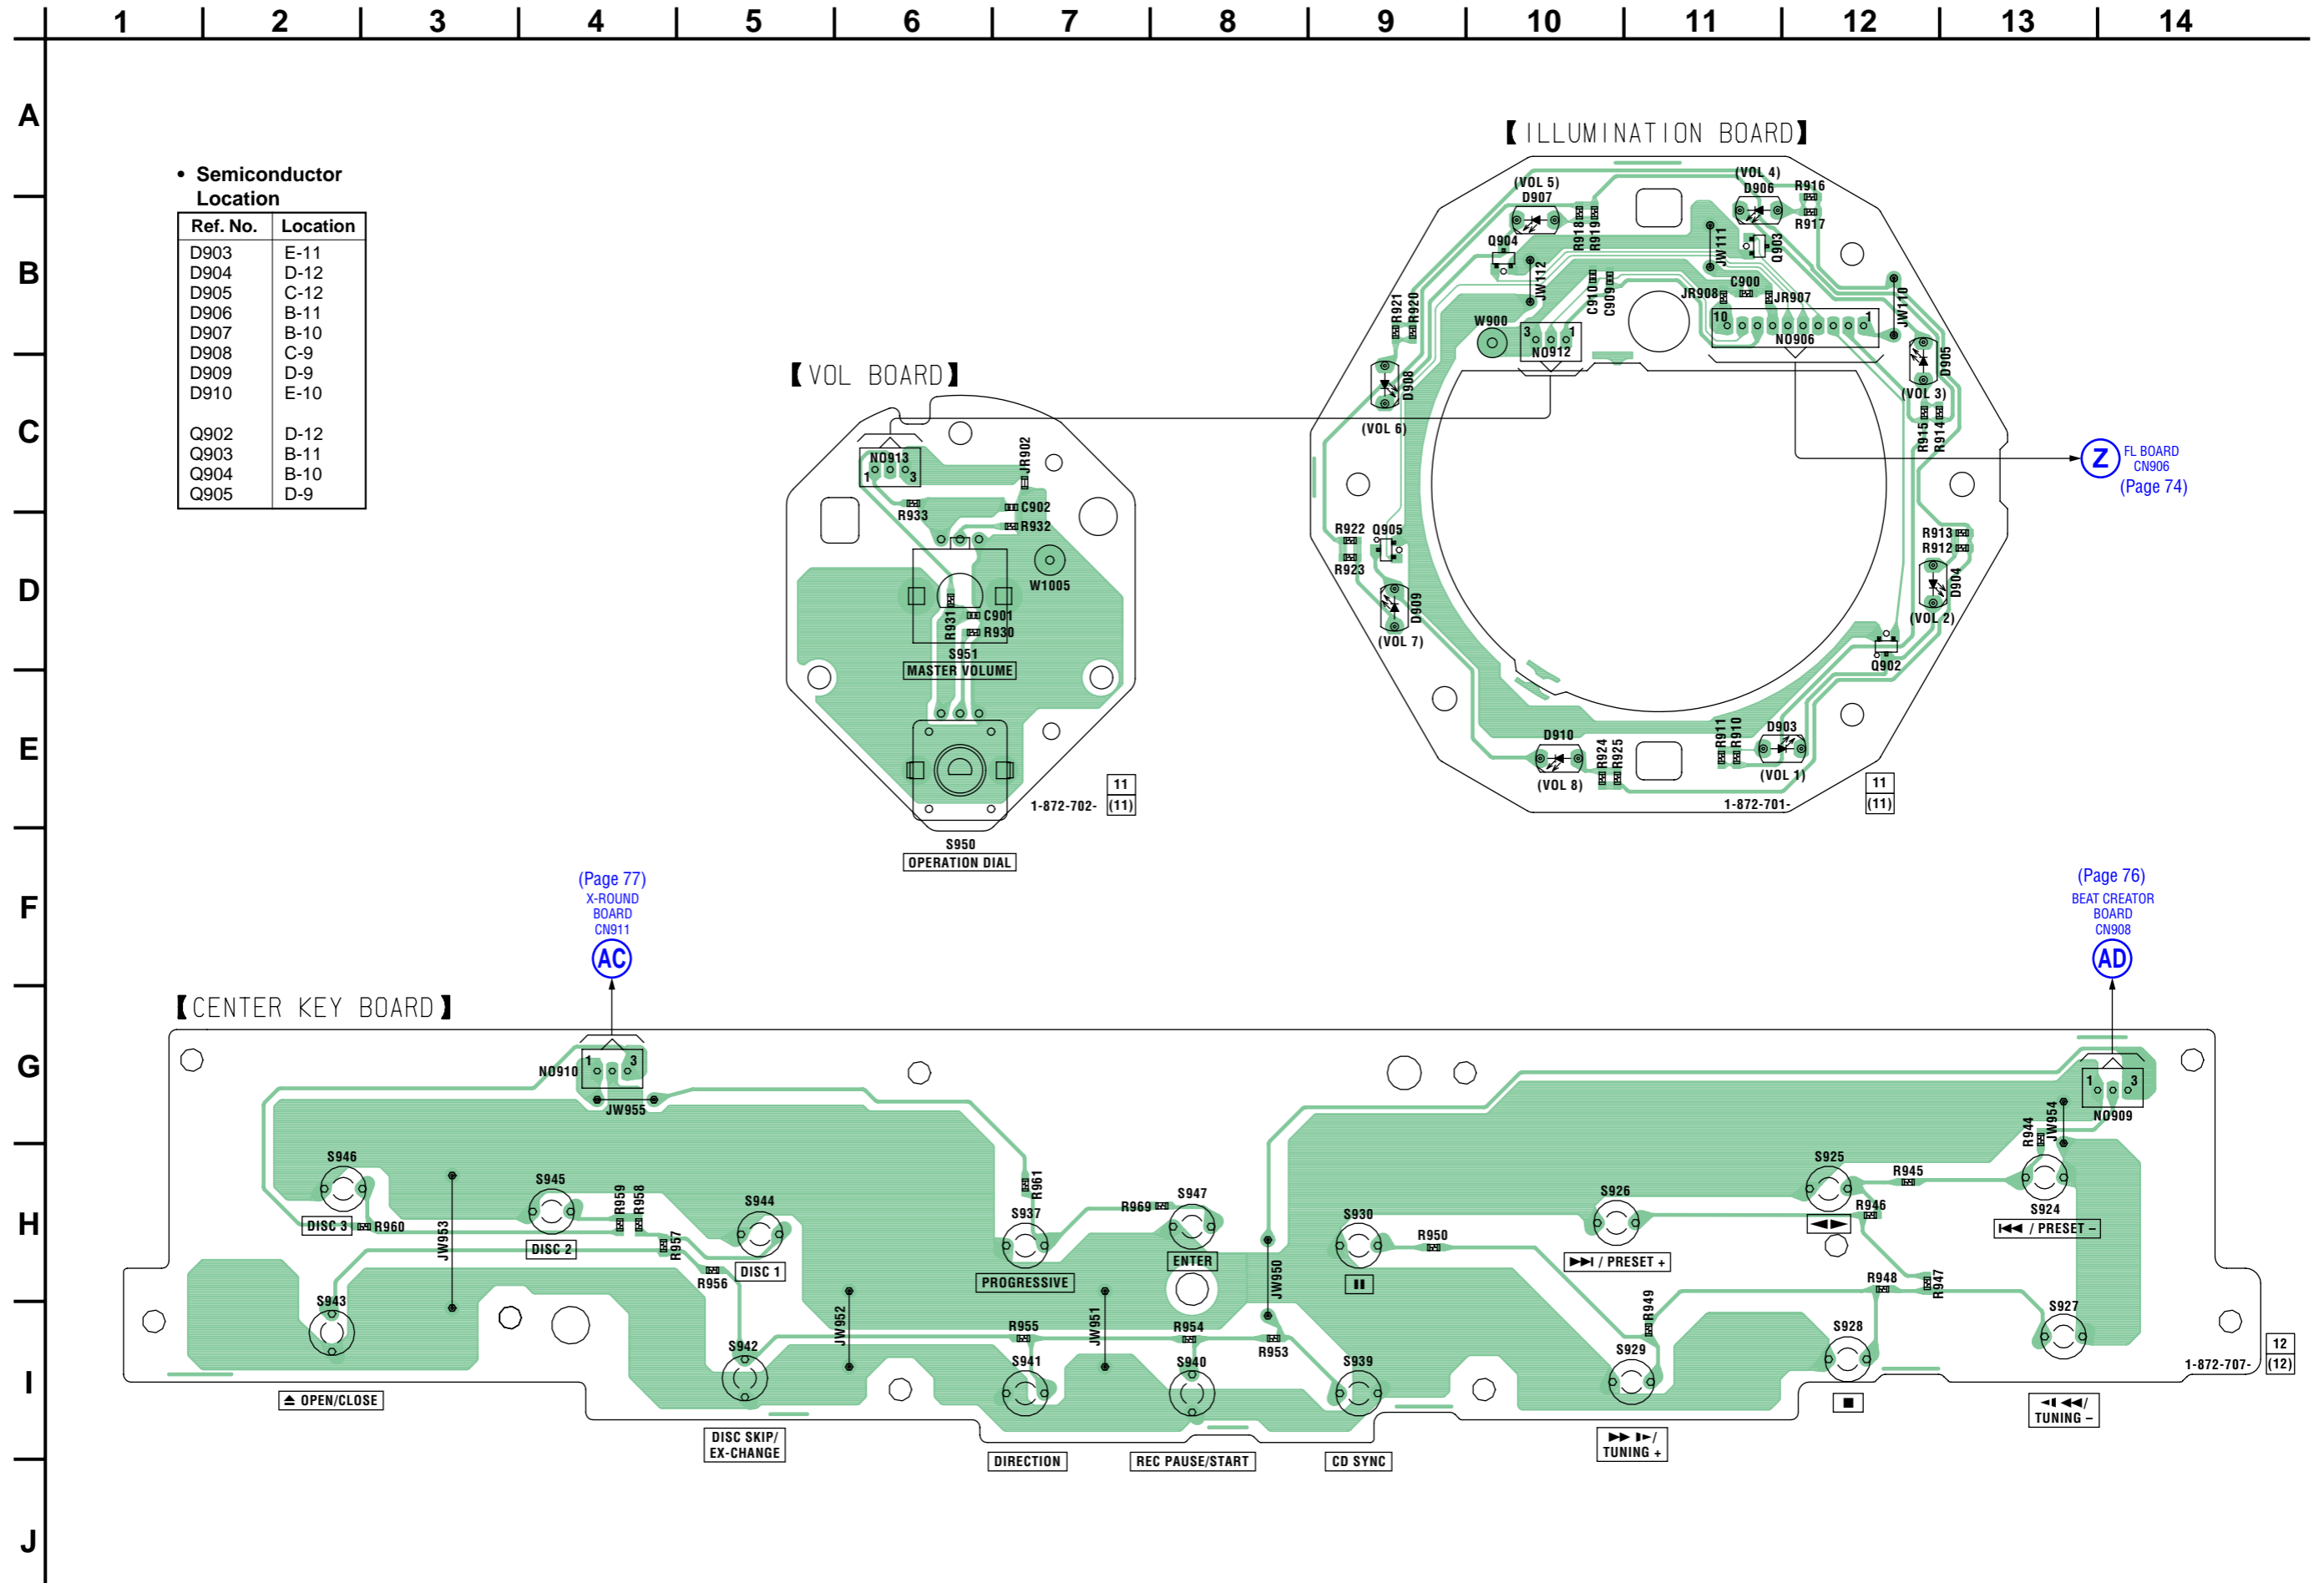 1 2 3 4 5 6 7 8 9 10 11 12 13 14
A
B
C
D
E
F
G
H
I
J
• Semiconductor
Location
Ref. No. Location
D903 E-11
D904 D-12
D905 C-12
D906 B-11
D907 B-10
D908 C-9
D909 D-9
D910 E-10
Q902 D-12
Q903 B-11
Q904 B-10
Q905 D-9
【ILLUMINATION BOARD】
(VOL 5)
D907
(VOL 4)
D906
R916
R917
R918
R919
Q904
JW112
JW111
Q903
C910
C909
C900
JR908
JR907
JW110
R921
R920
W900
3 1
NO912
10 1
NO906
D905
(VOL 3)
D908
(VOL 6)
R915
R914
Z
FL BOARD
CN906
(Page 74)
R922
Q905
R923
R913
R912
D904
(VOL 2)
D909
(VOL 7)
Q902
D910
(VOL 8)
R924
R925
R911
R910
D903
(VOL 1)
1-872-701-
11
(11)
【VOL BOARD】
NO913
1 3
JR902
R933
C902
R932
W1005
R931
C901
R930
S951
MASTER VOLUME
1-872-702-
11
(11)
S950
OPERATION DIAL
(Page 77)
X-ROUND
BOARD
CN911
AC
(Page 76)
BEAT CREATOR
BOARD
CN908
AD
【CENTER KEY BOARD】
NO910
1 3
JW955
1 3
NO909
JW954
R944
S946
DISC 3
R960
JW953
S945
DISC 2
R959
R958
R957
R956
S944
DISC 1
R961
S937
PROGRESSIVE
R969
S947
ENTER
JW950
S930
R950
S926
▶▶I / PRESET +
S925
◀▶
R945
R946
S924
I◀◀ / PRESET –
R948
R947
S943
JW952
JW951
S942
R955
S941
R954
S940
R953
S939
R949
S929
S928
S927
1-872-707-
12
(12)
≜ OPEN/CLOSE
DISC SKIP/
EX-CHANGE
DIRECTION
REC PAUSE/START
CD SYNC
▶▶ I▶/
TUNING +
■
◀I ◀◀/
TUNING –